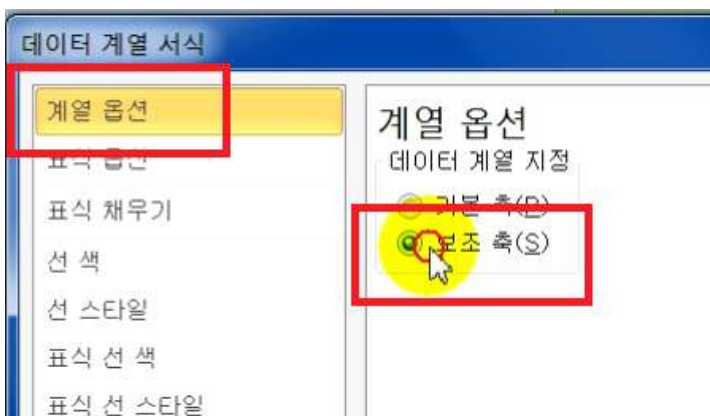 데이터 계열 서식
계열 옵션
표식 옵션
표식 채우기
선 색
선 스타일
표식 선 색
표식 선 스타일
계열 옵션
데이터 계열 지정
기본 축(P)
보조 축(S)